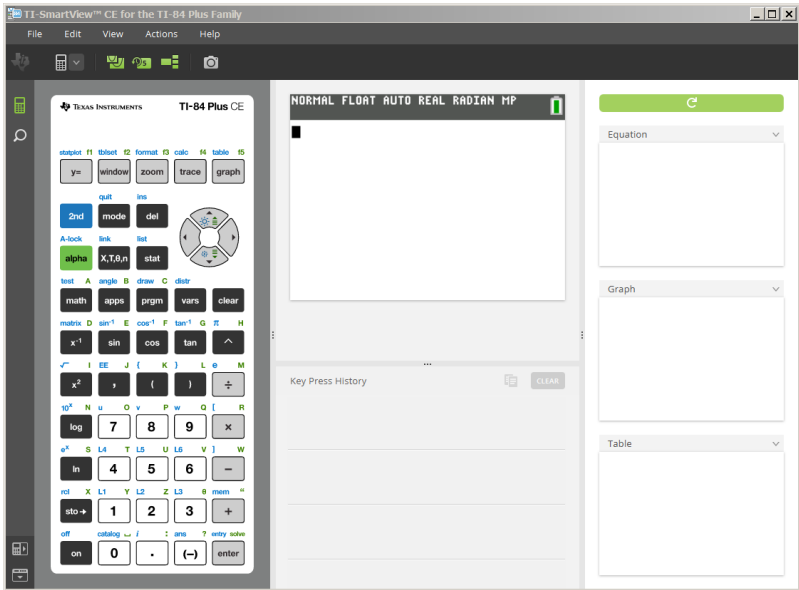 TI-SmartView™ CE for the TI-84 Plus Family
File Edit View Actions Help
NORMAL FLOAT AUTO REAL RADIAN MP
TEXAS INSTRUMENTS TI-84 Plus CE
statplot f1 tblset f2 format f3 calc f4 table f5
y= window zoom trace graph
quit ins
2nd mode del
A-lock link list
alpha X,T,θ,n stat
test A angle B draw C distr
math apps prgm vars clear
matrix D sin⁻¹ E cos⁻¹ F tan⁻¹ G π H
x⁻¹ sin cos tan ^
√ I EE J { K } L e M
x² , ( ) ÷
10ˣ N u O v P w Q [ R
log 7 8 9 ×
eˣ S L4 T L5 U L6 V ] W
ln 4 5 6 −
rcl X L1 Y L2 Z L3 θ mem “
sto→ 1 2 3 +
off catalog ⎵ i : ans ? entry solve
on 0 . (−) enter
Key Press History CLEAR
Equation
Graph
Table